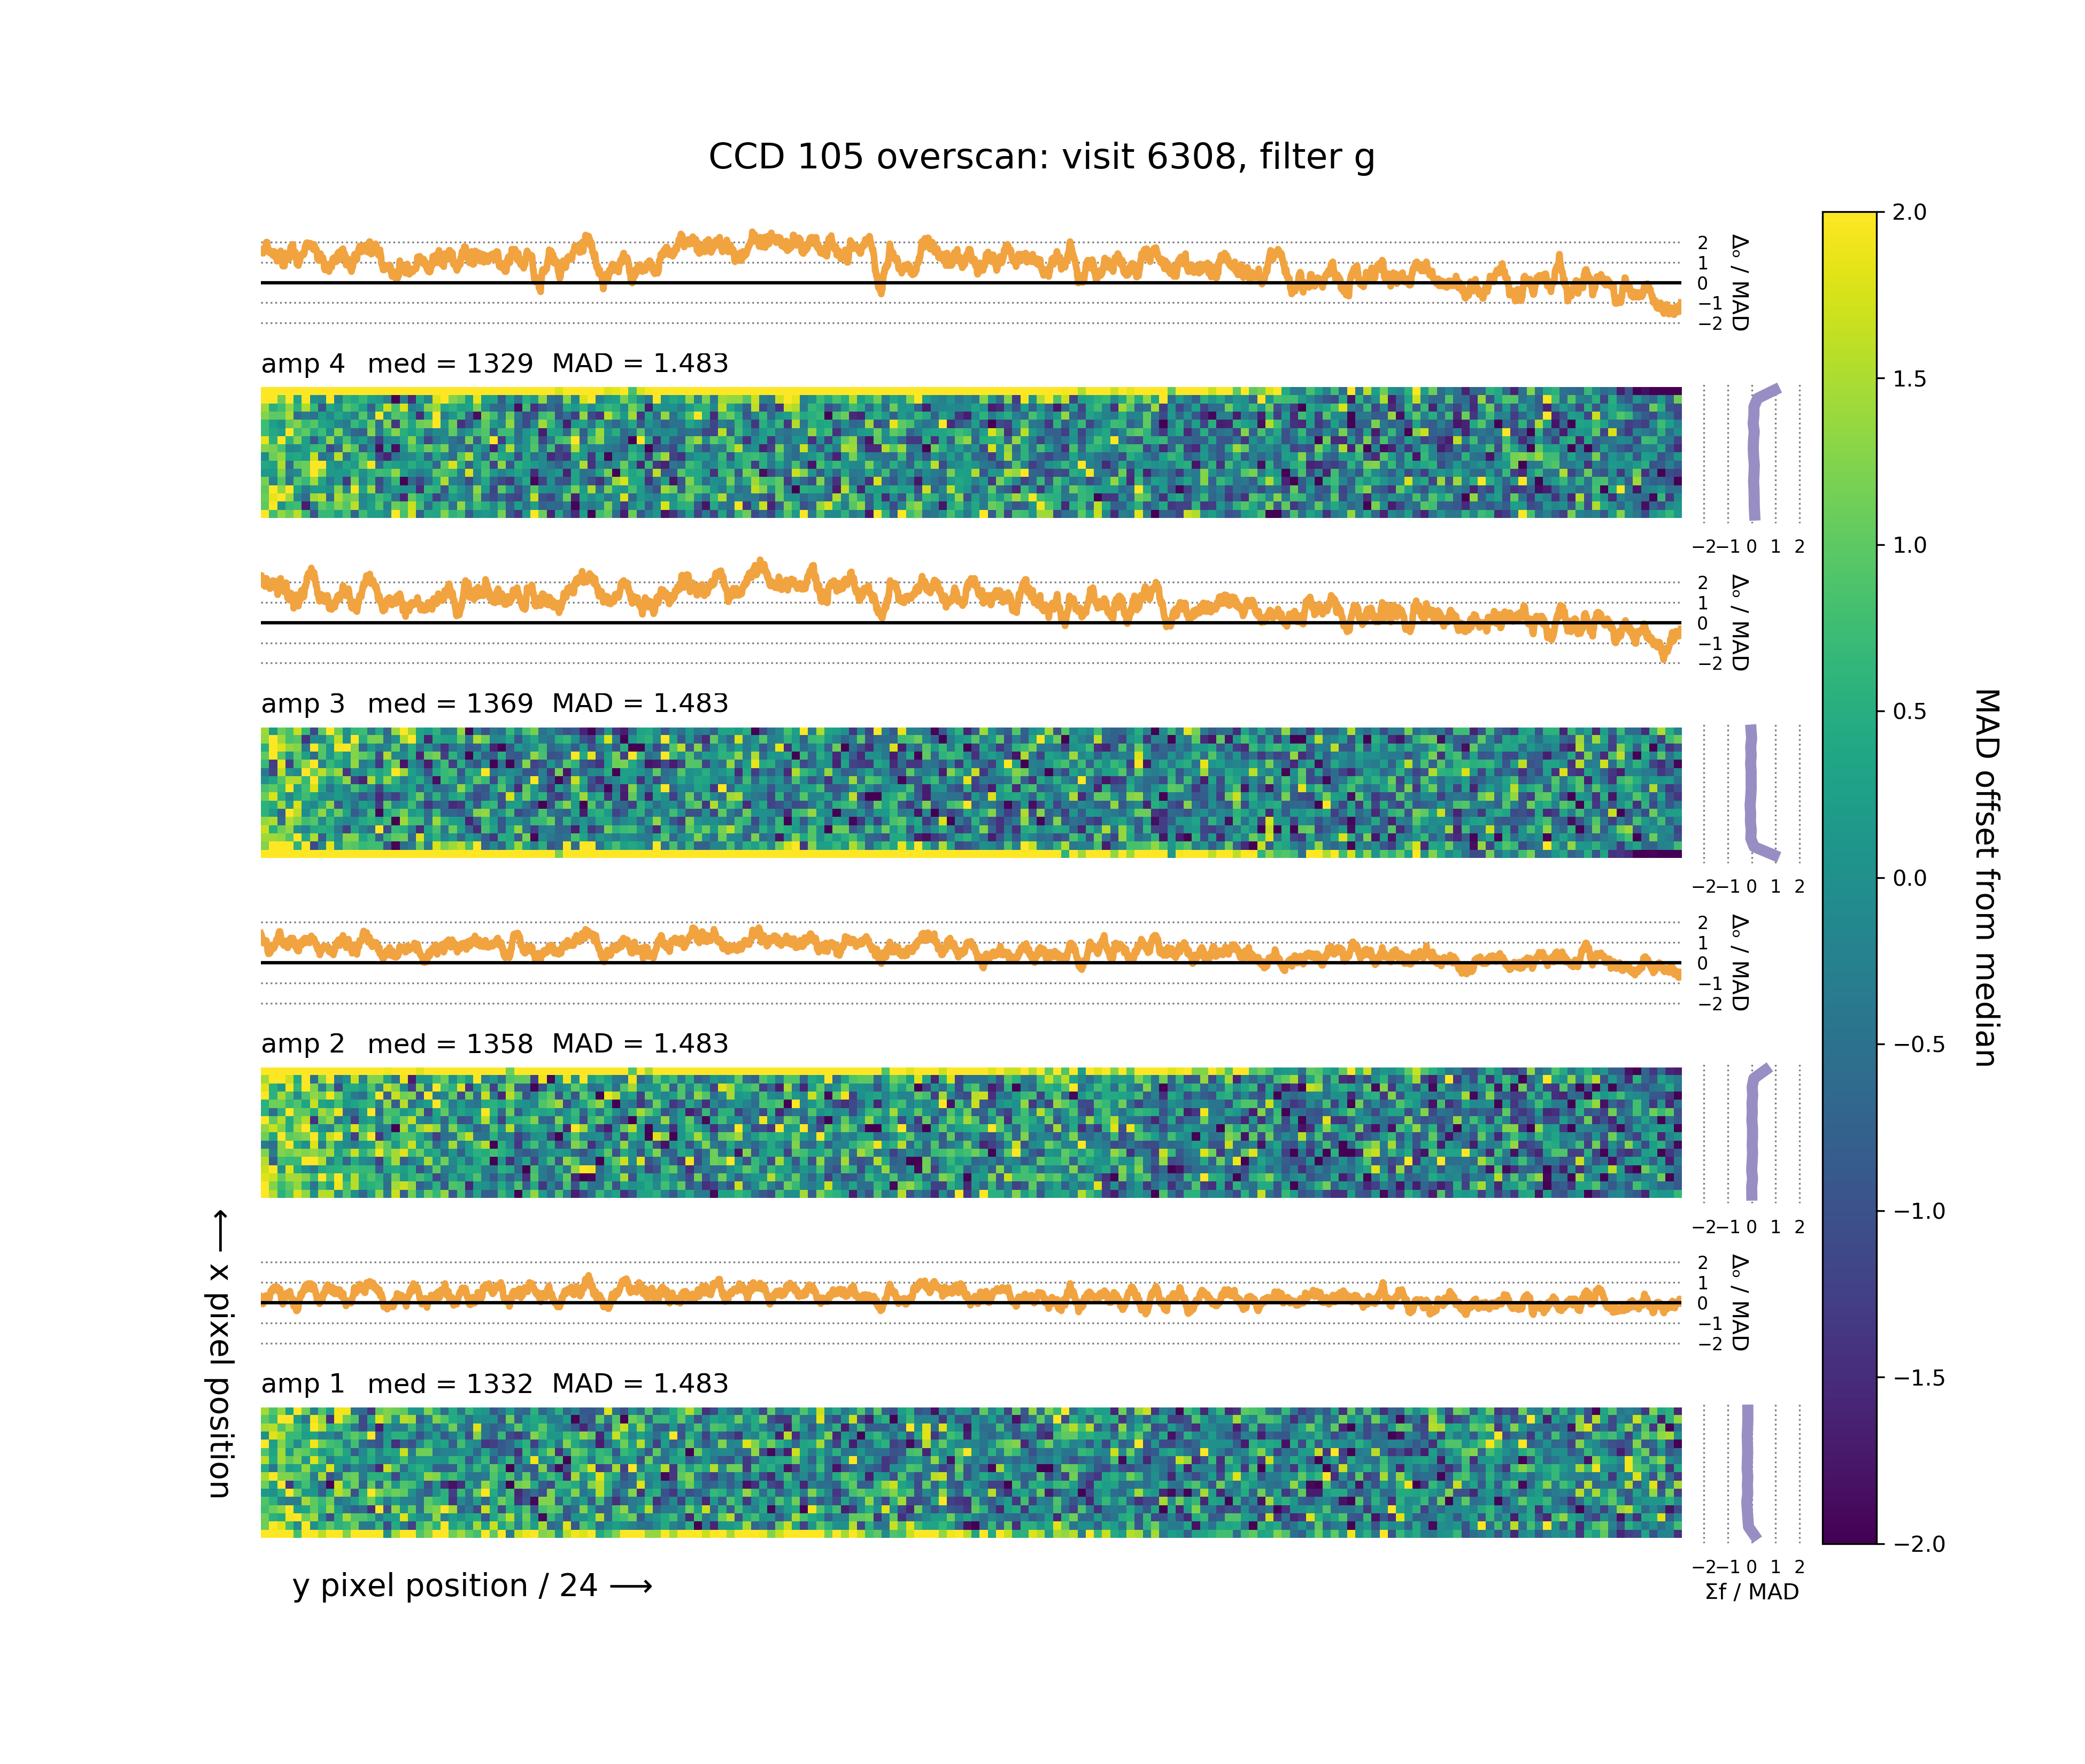 CCD 105 overscan: visit 6308, filter g
2
1
0
−1
−2
Δₒ / MAD
amp 4 med = 1329 MAD = 1.483
−2 −1 0 1 2
2
1
0
−1
−2
Δₒ / MAD
amp 3 med = 1369 MAD = 1.483
−2 −1 0 1 2
2
1
0
−1
−2
Δₒ / MAD
amp 2 med = 1358 MAD = 1.483
−2 −1 0 1 2
2
1
0
−1
−2
Δₒ / MAD
amp 1 med = 1332 MAD = 1.483
−2 −1 0 1 2
Σf / MAD
y pixel position / 24 ⟶
⟵ x pixel position
2.0
1.5
1.0
0.5
0.0
−0.5
−1.0
−1.5
−2.0
MAD offset from median